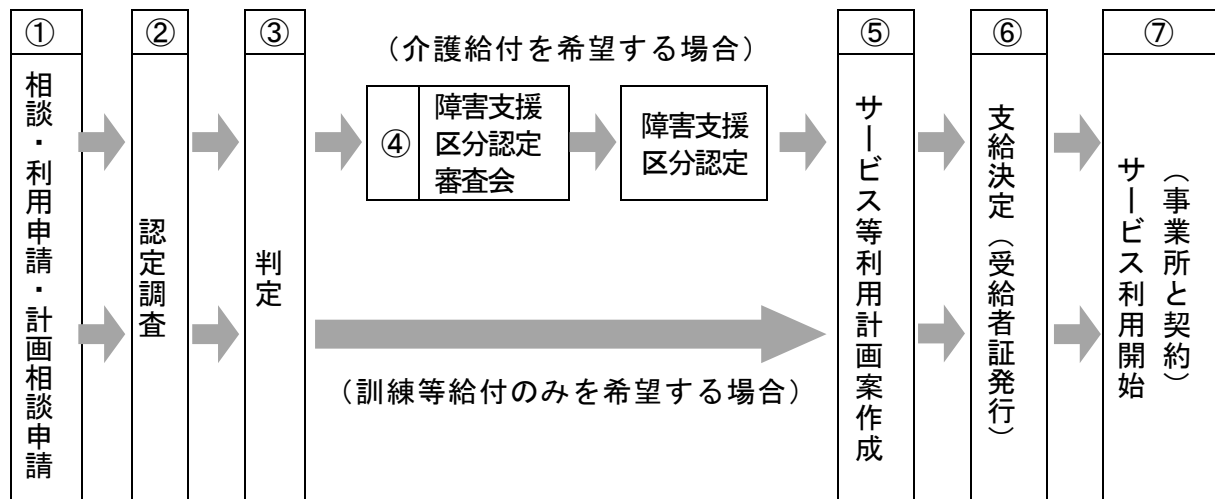 ①
相談・利用申請・計画相談申請
②
認定調査
③
判定
（介護給付を希望する場合）
④
障害支援
区分認定
審査会
障害支援
区分認定
（訓練等給付のみを希望する場合）
⑤
サービス等利用計画案作成
⑥
支給決定（受給者証発行）
⑦
（事業所と契約）
サービス利用開始